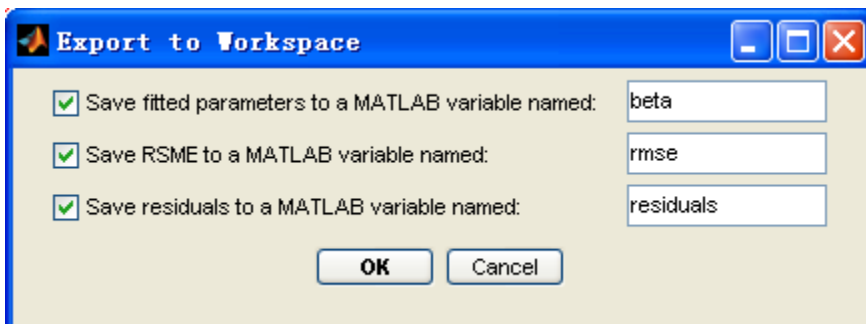 Export to Workspace
Save fitted parameters to a MATLAB variable named: beta
Save RSME to a MATLAB variable named: rmse
Save residuals to a MATLAB variable named: residuals
OK Cancel